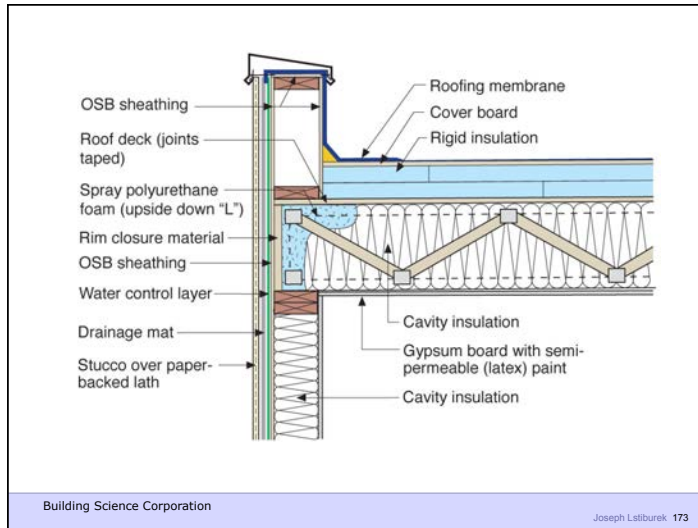 OSB sheathing
Roof deck (joints
taped)
Spray polyurethane
foam (upside down “L”)
Rim closure material
OSB sheathing
Water control layer
Drainage mat
Stucco over paper-
backed lath
Roofing membrane
Cover board
Rigid insulation
Cavity insulation
Gypsum board with semi-
permeable (latex) paint
Cavity insulation
Building Science Corporation
Joseph Lstiburek 173